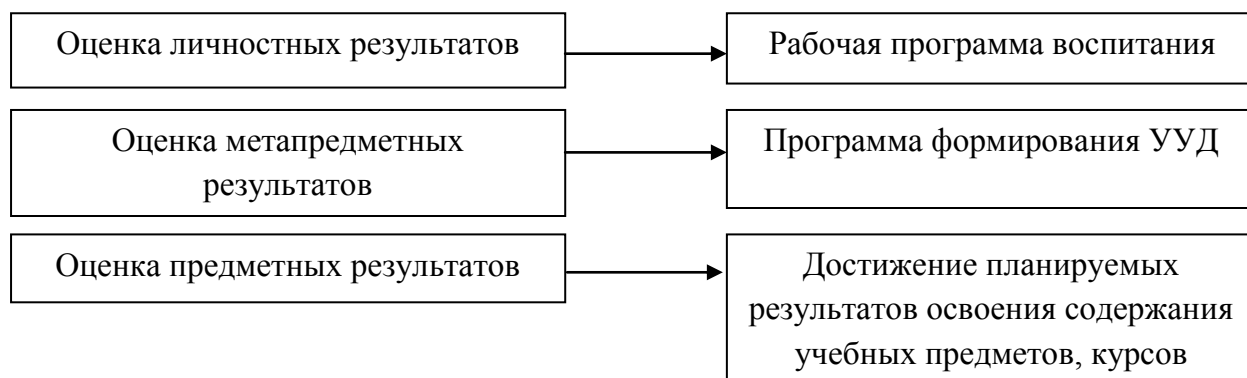 Оценка личностных результатов
Рабочая программа воспитания
Оценка метапредметных
результатов
Программа формирования УУД
Оценка предметных результатов
Достижение планируемых
результатов освоения содержания
учебных предметов, курсов